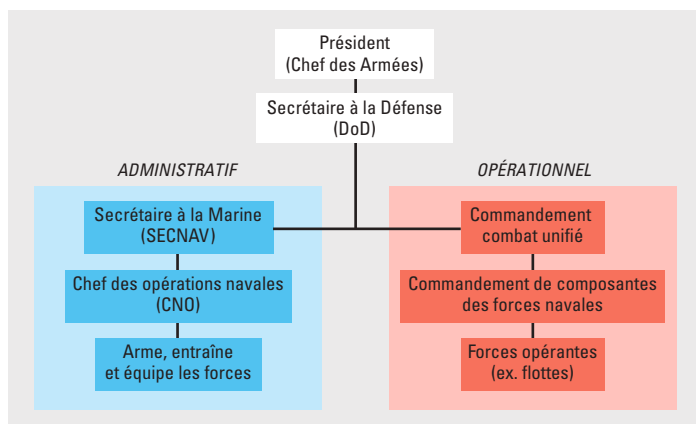 Président
(Chef des Armées)
Secrétaire à la Défense
(DoD)
ADMINISTRATIF
OPÉRATIONNEL
Secrétaire à la Marine
(SECNAV)
Commandement
combat unifié
Chef des opérations navales
(CNO)
Commandement de composantes
des forces navales
Arme, entraîne
et équipe les forces
Forces opérantes
(ex. flottes)